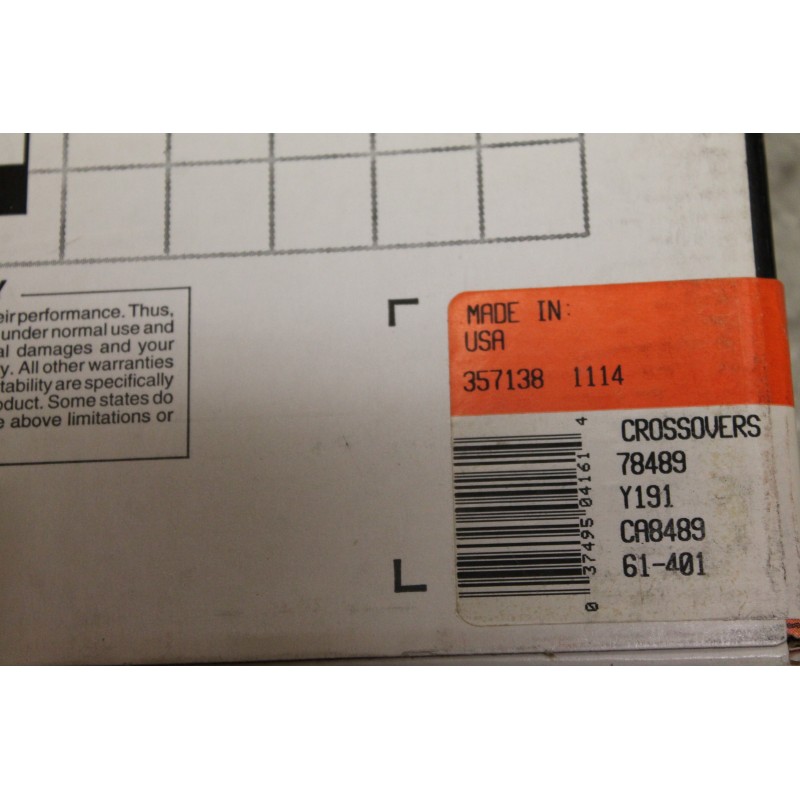 Y
eir performance. Thus,
under normal use and
al damages and your
y. All other warranties
tability are specifically
oduct. Some states do
e above limitations or
MADE IN:
USA
357138 1114
CROSSOVERS
78489
Y191
CA8489
61-401
0 37495 04161 4